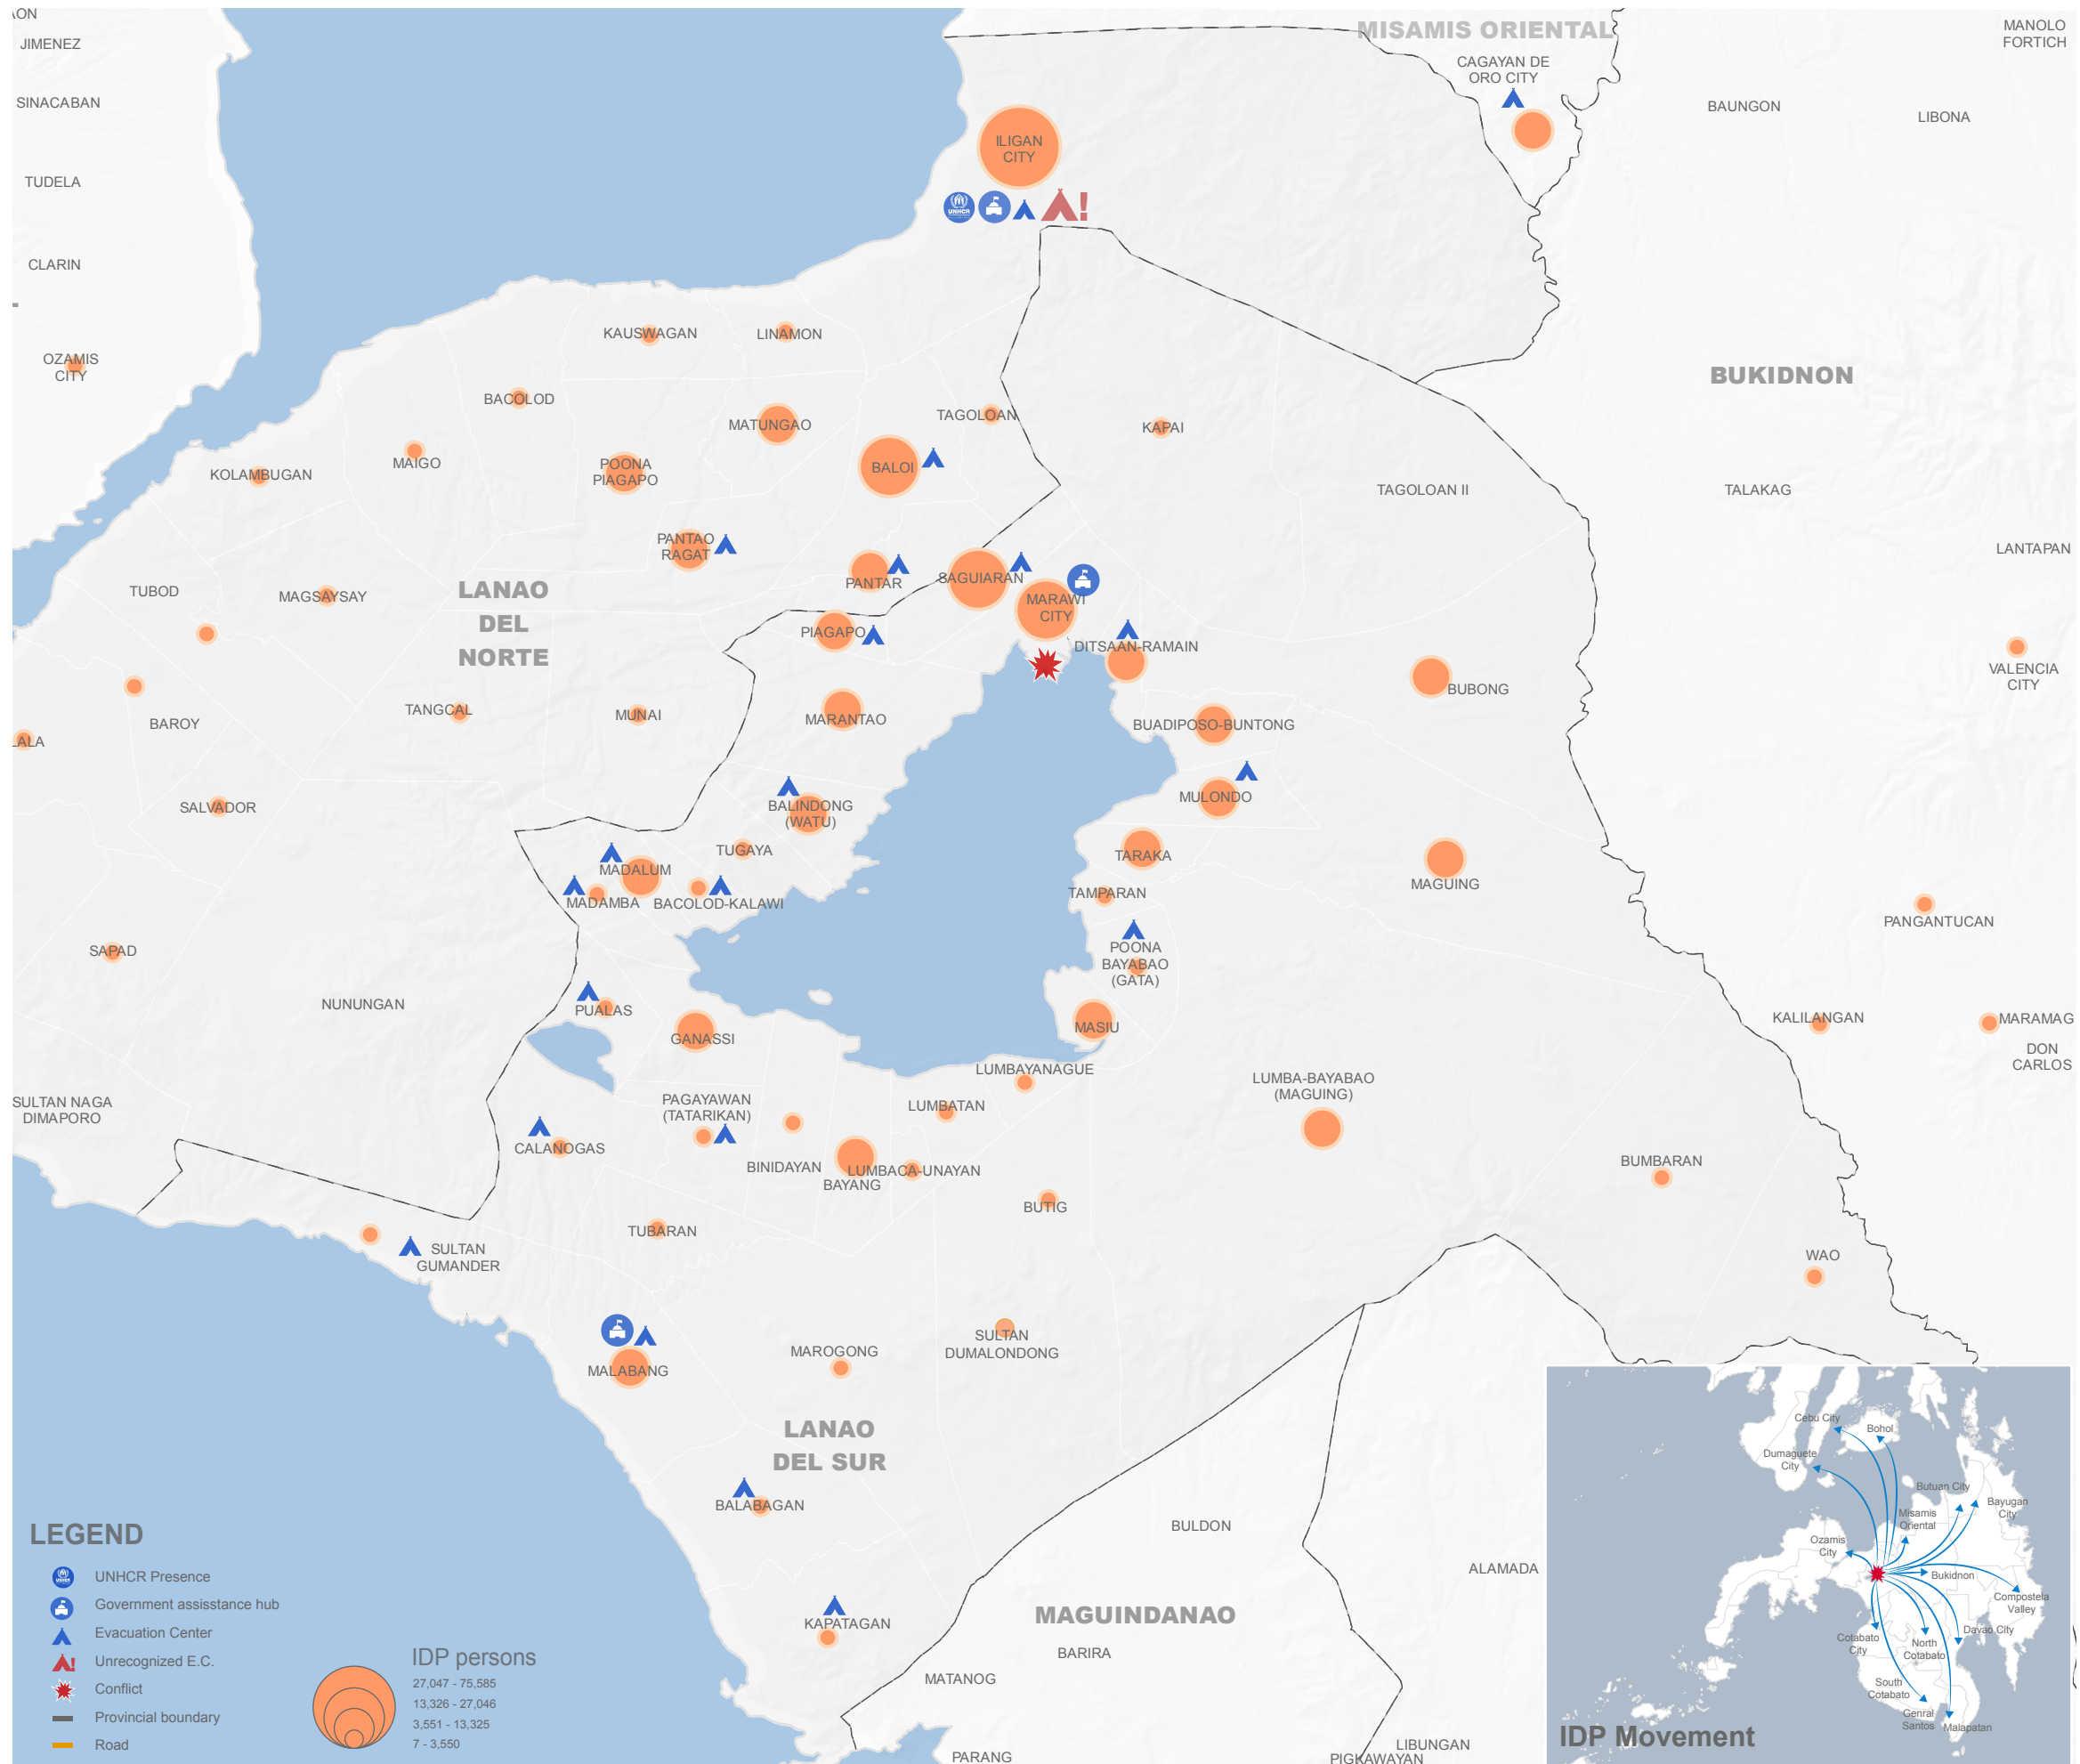 MISAMIS ORIENTAL
MANOLO
FORTICH
JIMENEZ
CAGAYAN DE
ORO CITY
SINACABAN
BAUNGON
LIBONA
ILIGAN
CITY
TUDELA
UNHCR
CLARIN
KAUSWAGAN
LINAMON
OZAMIS
CITY
BUKIDNON
BACOLOD
MATUNGAO
TAGOLOAN
KAPAI
KOLAMBUGAN
MAIGO
POONA
PIAGAPO
BALOI
TAGOLOAN II
TALAKAG
PANTAO
RAGAT
LANTAPAN
PANTAR
SAGUIARAN
TUBOD
MAGSAYSAY
LANAO
DEL
NORTE
MARAWI
CITY
PIAGAPO
DITSAAN-RAMAIN
VALENCIA
CITY
BUBONG
TANGCAL
MUNAI
MARANTAO
BAROY
BUADIPOSO-BUNTONG
LALA
MULONDO
SALVADOR
BALINDONG
(WATU)
TUGAYA
TARAKA
MADALUM
MAGUING
MADAMBA
BACOLOD-KALAWI
TAMPARAN
PANGANTUCAN
SAPAD
POONA
BAYABAO
(GATA)
NUNUNGAN
PUALAS
GANASSI
MASIU
KALILANGAN
MARAMAG
DON
CARLOS
LUMBAYANAGUE
LUMBA-BAYABAO
(MAGUING)
SULTAN NAGA
DIMAPORO
PAGAYAWAN
(TATARIKAN)
LUMBATAN
CALANOGAS
BINIDAYAN
BAYANG
LUMBACA-UNAYAN
BUMBARAN
BUTIG
TUBARAN
SULTAN
GUMANDER
WAO
SULTAN
DUMALONDONG
MAROGONG
MALABANG
LANAO
DEL SUR
BALABAGAN
BULDON
ALAMADA
KAPATAGAN
MAGUINDANAO
BARIRA
MATANOG
LIBUNGAN
PARANG
PIGKAWAYAN
LEGEND
UNHCR Presence
Government assisstance hub
Evacuation Center
Unrecognized E.C.
Conflict
Provincial boundary
Road
IDP persons
27,047 - 75,585
13,326 - 27,046
3,551 - 13,325
7 - 3,550
Cebu City
Bohol
Dumaguete
City
Butuan City
Bayugan
City
Misamis
Oriental
Ozamis
City
Bukidnon
Compostela
Valley
Cotabato
City
North
Cotabato
Davao City
South
Cotabato
Genral
Santos
Malapatan
IDP Movement